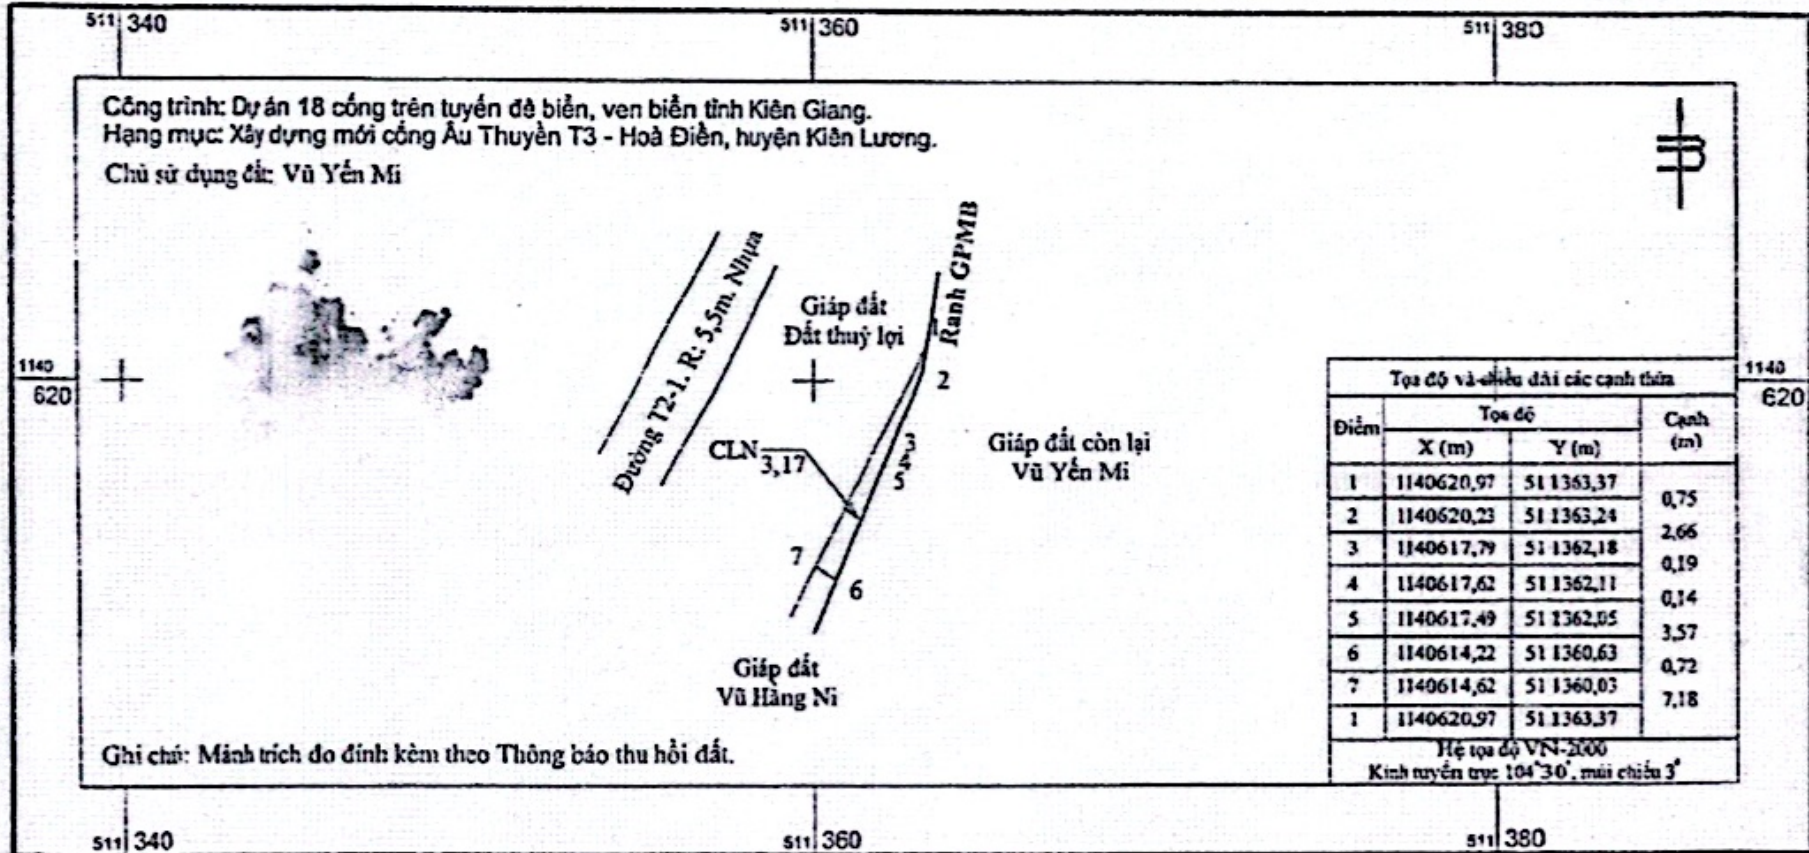 511 340
511 360
511 380
Công trình: Dự án 18 cống trên tuyến đê biển, ven biển tỉnh Kiên Giang.
Hạng mục: Xây dựng mới cống Âu Thuyền T3 - Hoà Điền, huyện Kiên Lương.
Chủ sử dụng đất: Vũ Yến Mi
B
Đường T2-1. R: 5,5m. Nhựa
Giáp đất
Đất thuỷ lợi
Ranh GPMB
1
2
3
4
5
6
7
CLN
3,17
Giáp đất còn lại
Vũ Yến Mi
Giáp đất
Vũ Hằng Ni
1140
620
1140
620
Tọa độ và chiều dài các cạnh thửa
Điểm Tọa độ Cạnh (m)
X (m) Y (m)
1 1140620,97 511363,37
0,75
2 1140620,23 511363,24
2,66
3 1140617,79 511362,18
0,19
4 1140617,62 511362,11
0,14
5 1140617,49 511362,05
3,57
6 1140614,22 511360,63
0,72
7 1140614,62 511360,03
7,18
1 1140620,97 511363,37
Hệ tọa độ VN-2000
Kinh tuyến trục 104°30', múi chiếu 3°
Ghi chú: Mảnh trích đo đính kèm theo Thông báo thu hồi đất.
511 340
511 360
511 380